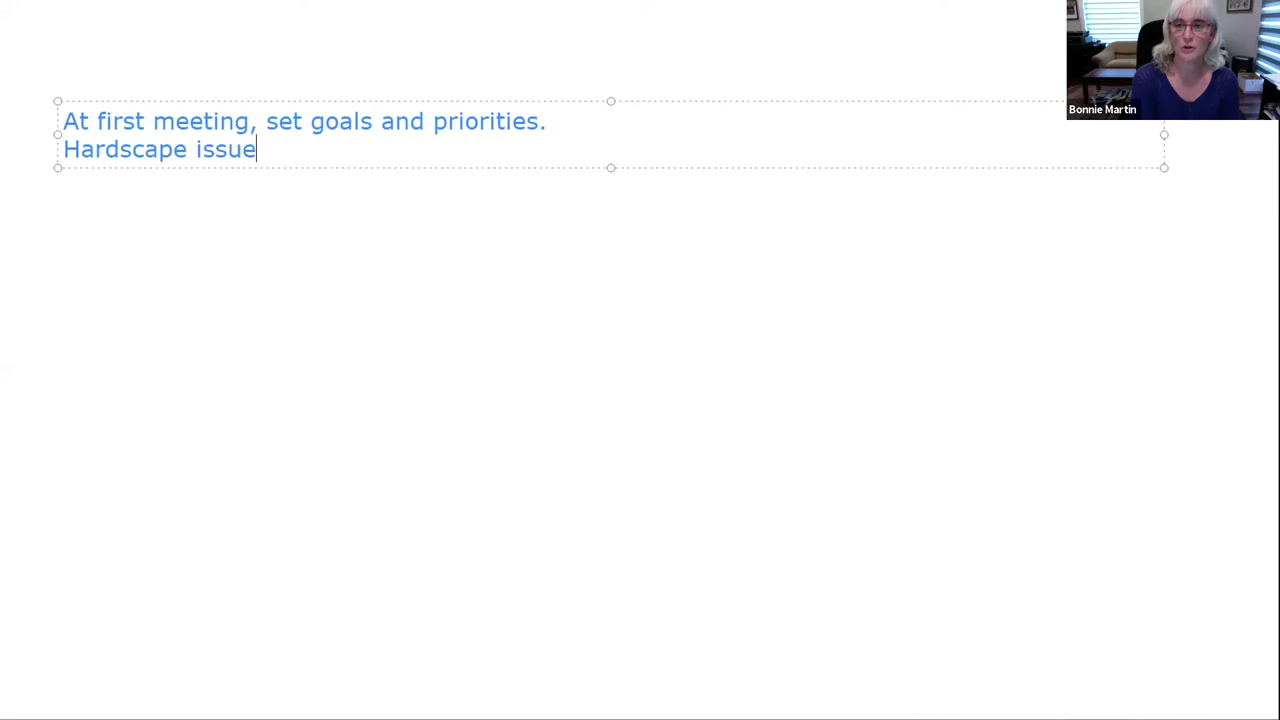 At first meeting, set goals and priorities.
Hardscape issue
Bonnie Martin